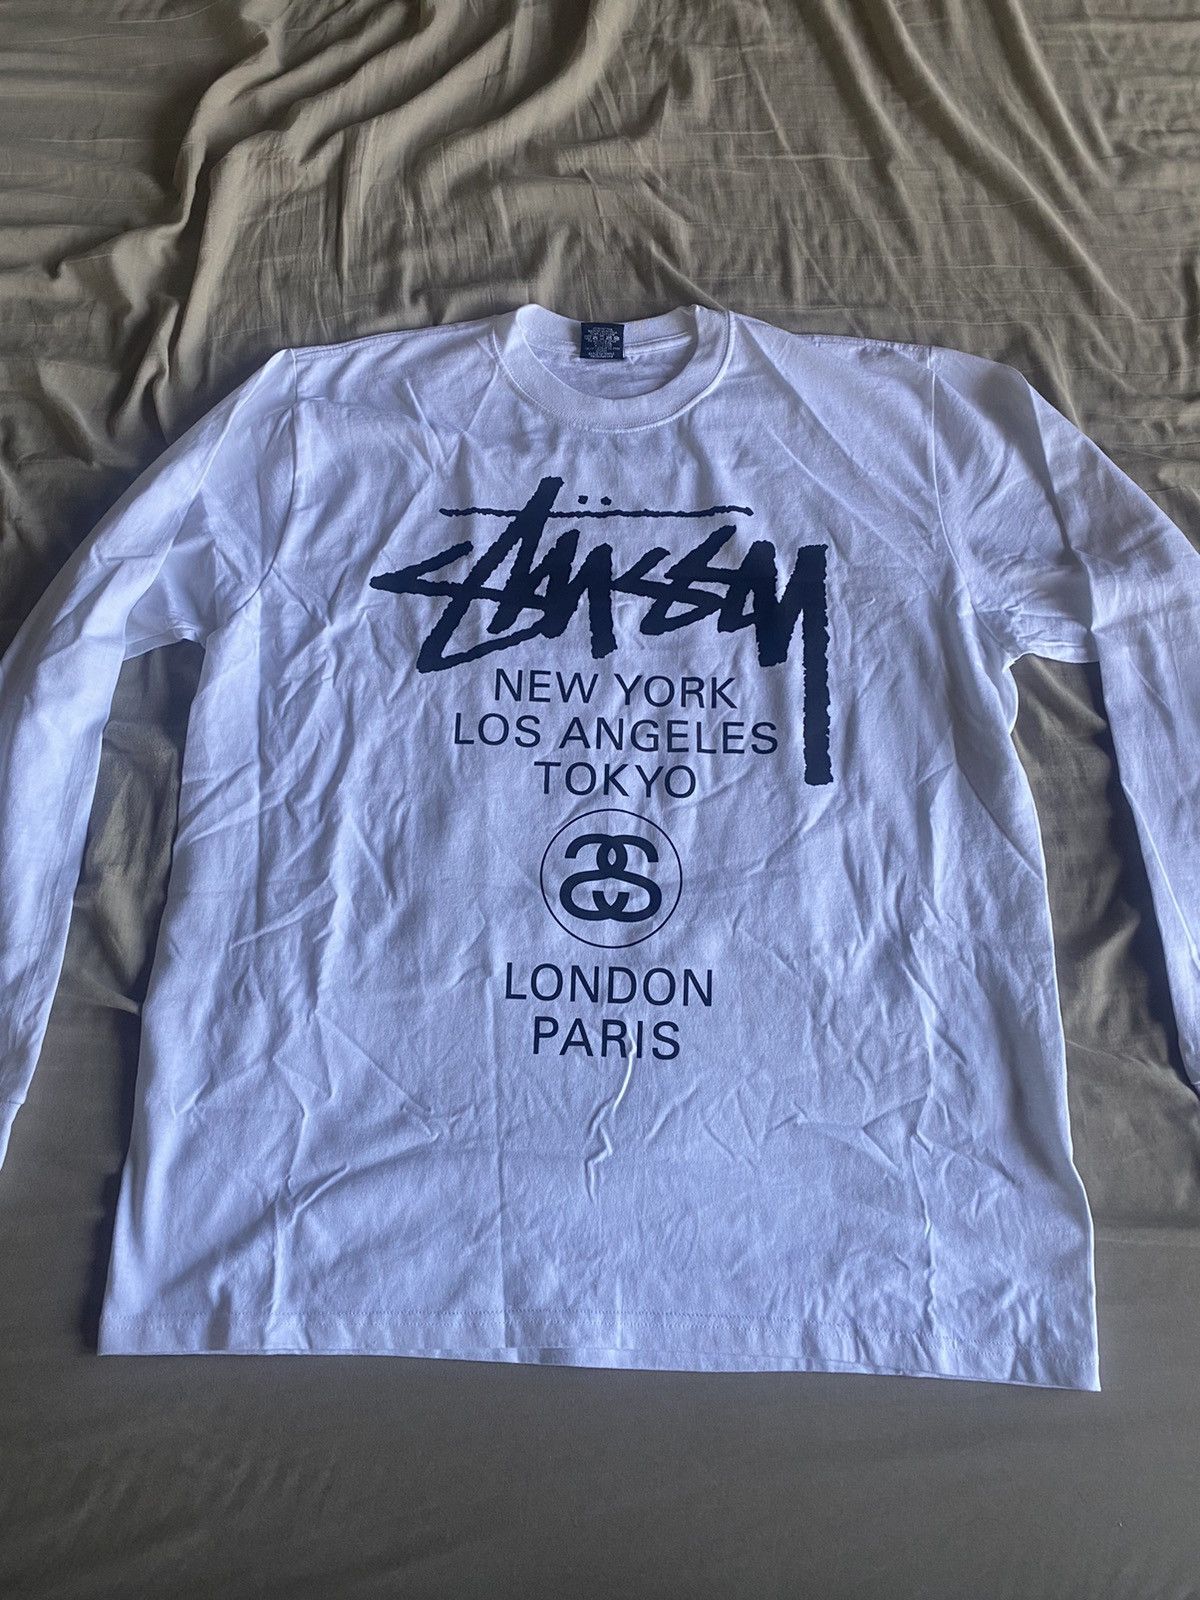 Stüssy
NEW YORK
LOS ANGELES
TOKYO
LONDON
PARIS